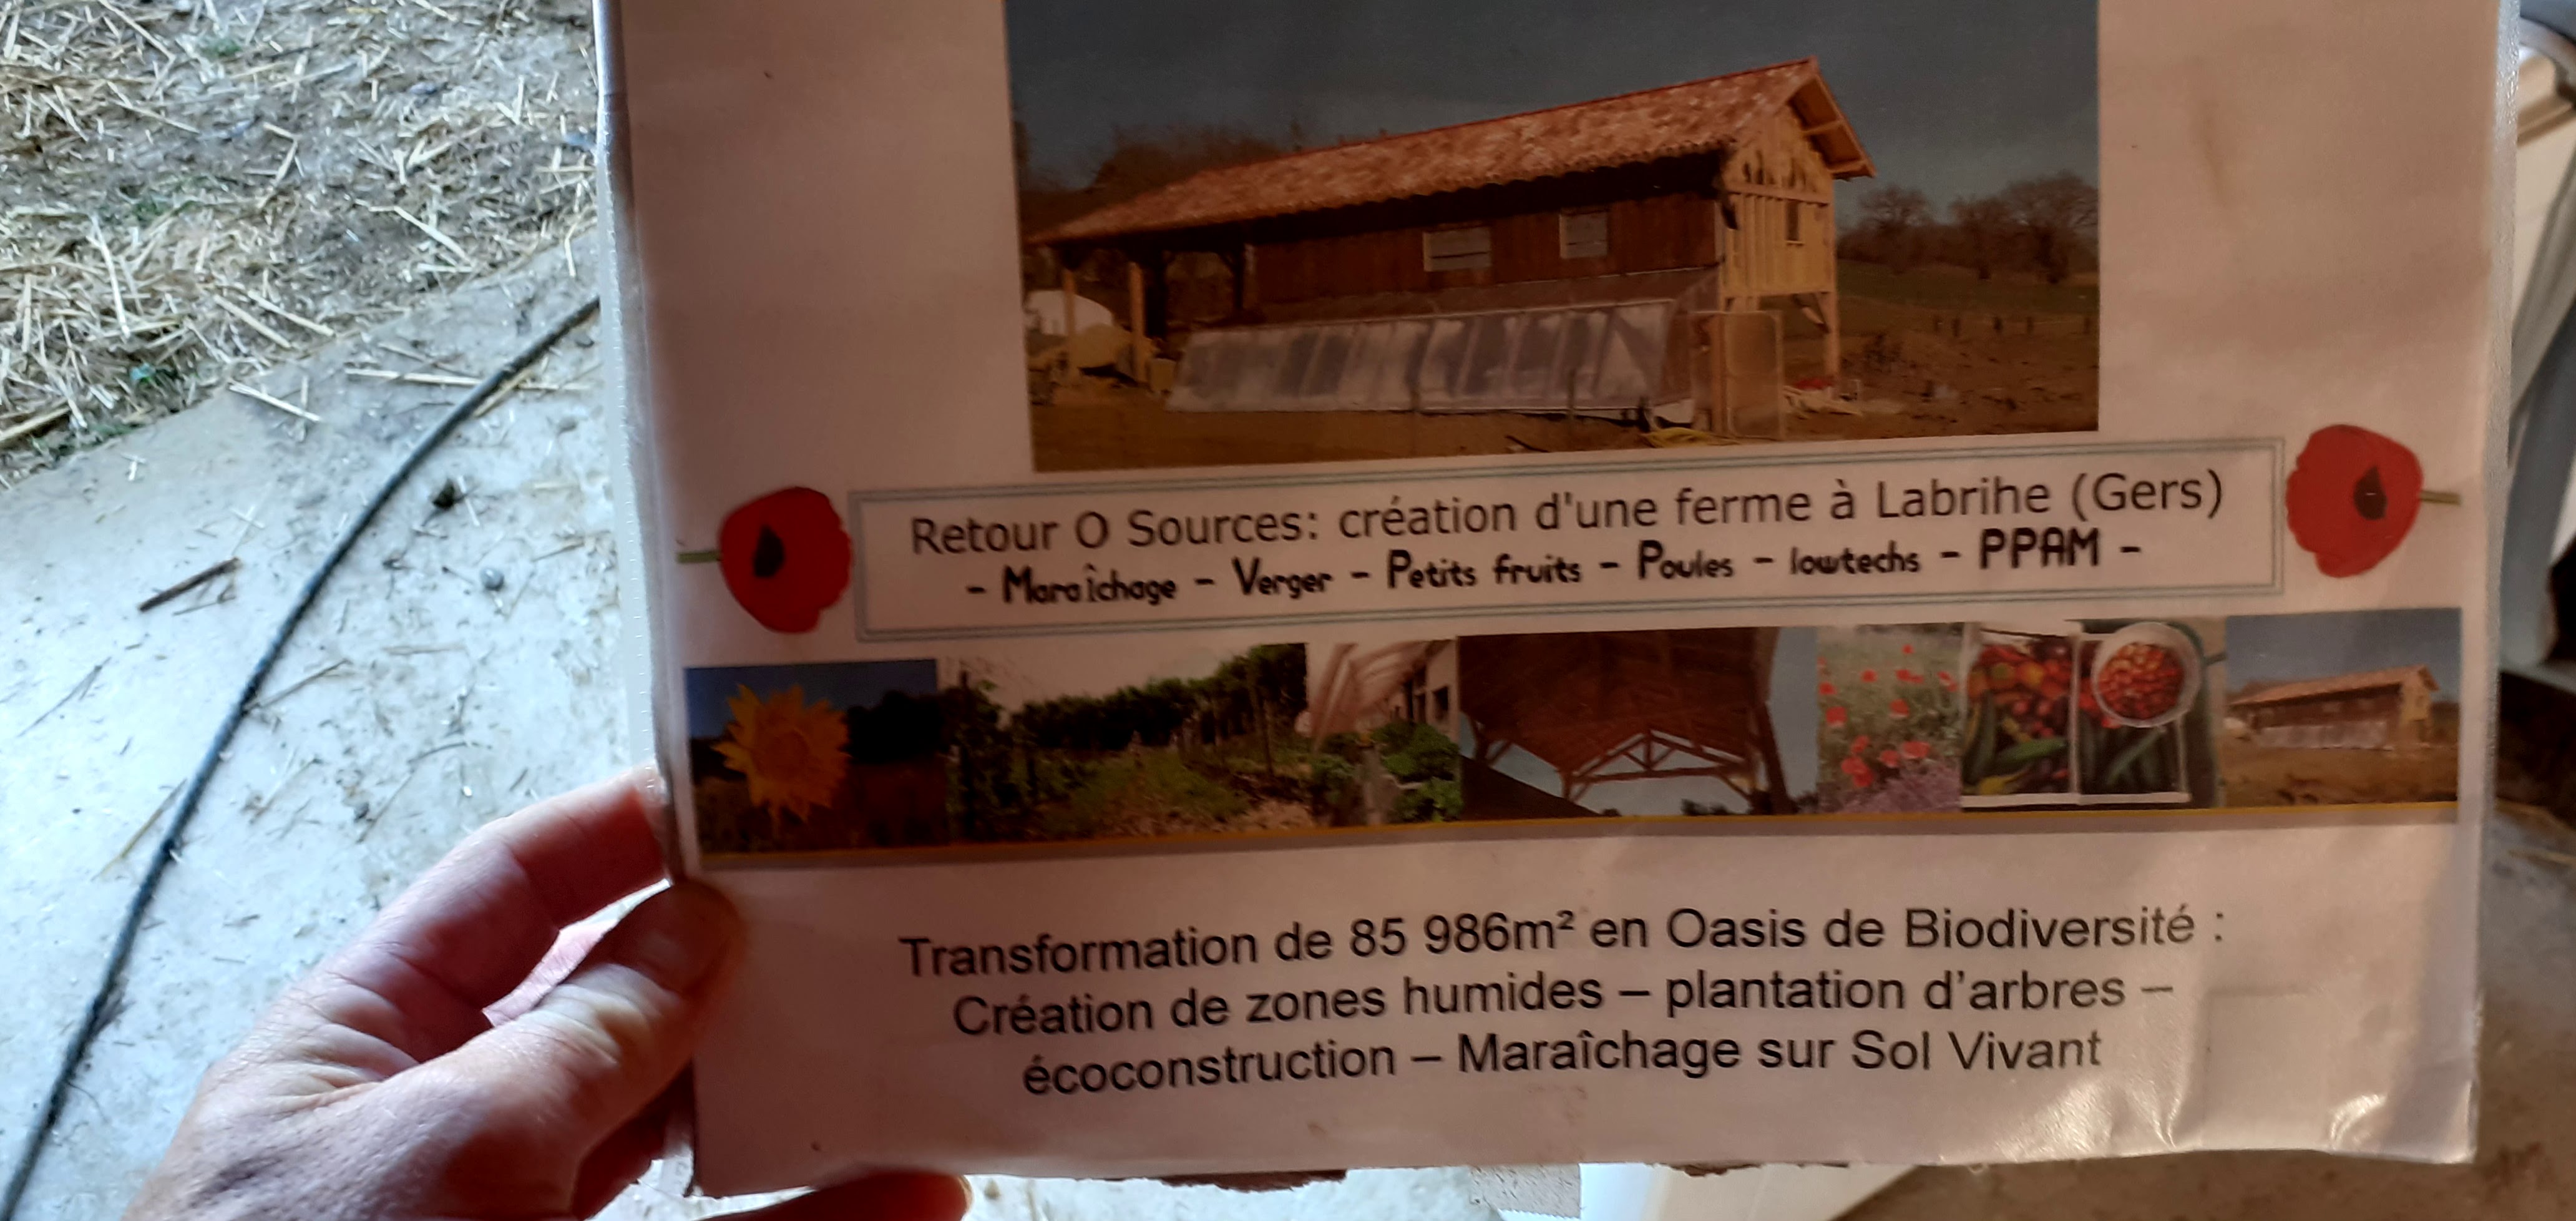 Retour O Sources: création d'une ferme à Labrihe (Gers)
- Maraîchage - Verger - Petits fruits - Poules - lowtechs - PPAM -
Transformation de 85 986m² en Oasis de Biodiversité :
Création de zones humides – plantation d'arbres –
écoconstruction – Maraîchage sur Sol Vivant